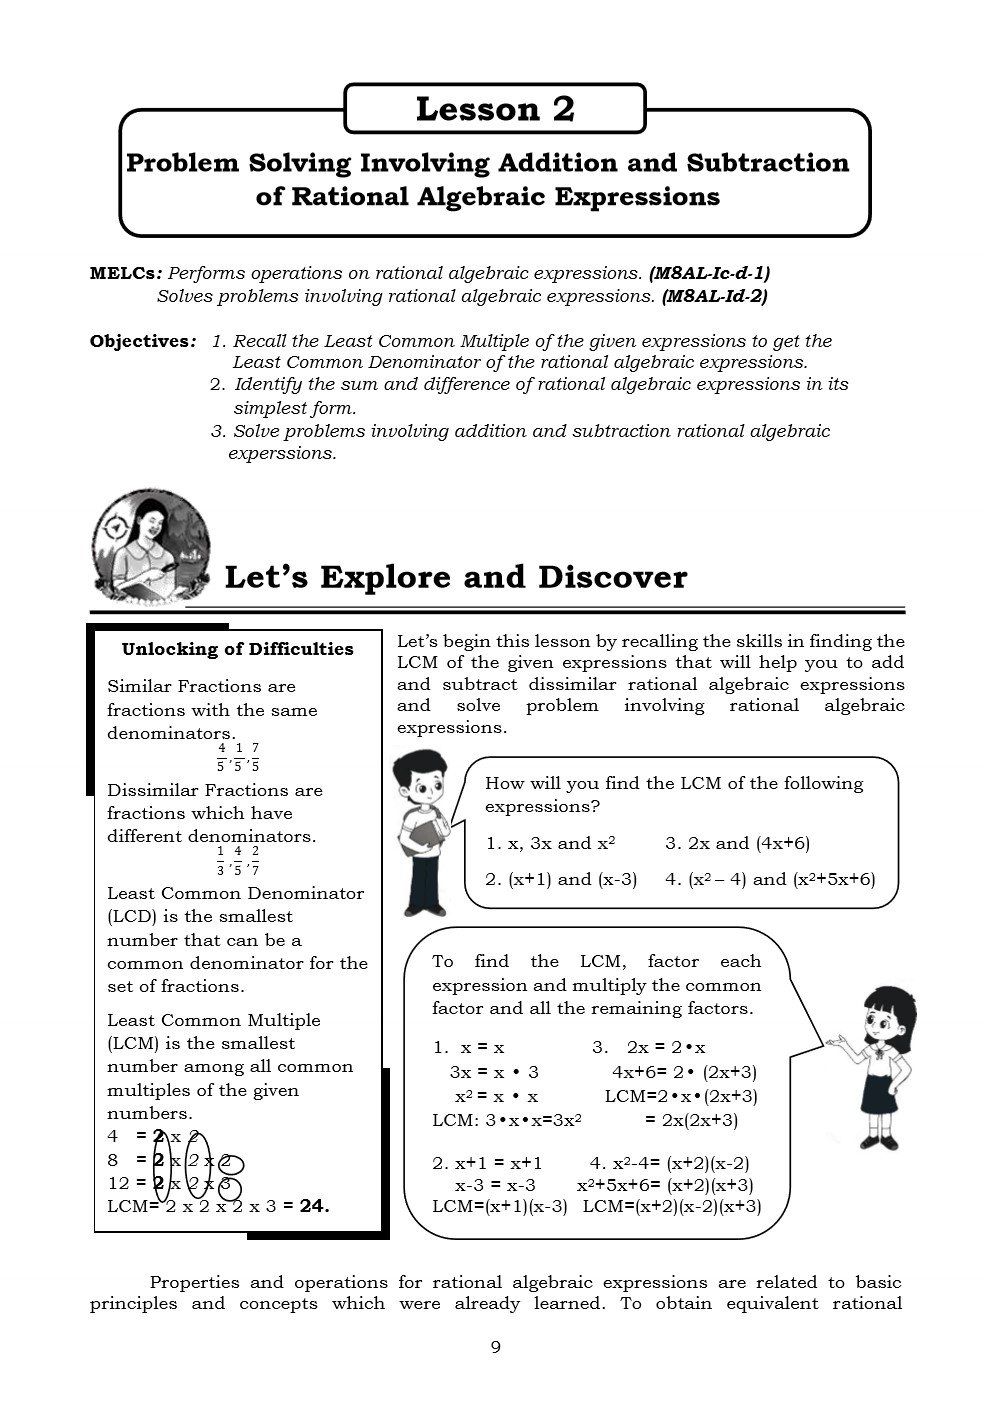 Lesson 2
Problem Solving Involving Addition and Subtraction
of Rational Algebraic Expressions
MELCs: Performs operations on rational algebraic expressions. (M8AL-Ic-d-1)
Solves problems involving rational algebraic expressions. (M8AL-Id-2)
Objectives: 1. Recall the Least Common Multiple of the given expressions to get the
Least Common Denominator of the rational algebraic expressions.
2. Identify the sum and difference of rational algebraic expressions in its
simplest form.
3. Solve problems involving addition and subtraction rational algebraic
experssions.
Let's Explore and Discover
Unlocking of Difficulties
Similar Fractions are
fractions with the same
denominators.
4/5, 1/5, 7/5
Dissimilar Fractions are
fractions which have
different denominators.
1/3, 4/5, 2/7
Least Common Denominator
(LCD) is the smallest
number that can be a
common denominator for the
set of fractions.
Least Common Multiple
(LCM) is the smallest
number among all common
multiples of the given
numbers.
4 = 2 x 2
8 = 2 x 2 x 2
12 = 2 x 2 x 3
LCM= 2 x 2 x 2 x 3 = 24.
Let's begin this lesson by recalling the skills in finding the
LCM of the given expressions that will help you to add
and subtract dissimilar rational algebraic expressions
and solve problem involving rational algebraic
expressions.
How will you find the LCM of the following
expressions?
1. x, 3x and x² 3. 2x and (4x+6)
2. (x+1) and (x-3) 4. (x² – 4) and (x²+5x+6)
To find the LCM, factor each
expression and multiply the common
factor and all the remaining factors.
1. x = x 3. 2x = 2•x
3x = x • 3 4x+6= 2• (2x+3)
x² = x • x LCM=2•x•(2x+3)
LCM: 3•x•x=3x² = 2x(2x+3)
2. x+1 = x+1 4. x²-4= (x+2)(x-2)
x-3 = x-3 x²+5x+6= (x+2)(x+3)
LCM=(x+1)(x-3) LCM=(x+2)(x-2)(x+3)
Properties and operations for rational algebraic expressions are related to basic
principles and concepts which were already learned. To obtain equivalent rational
9